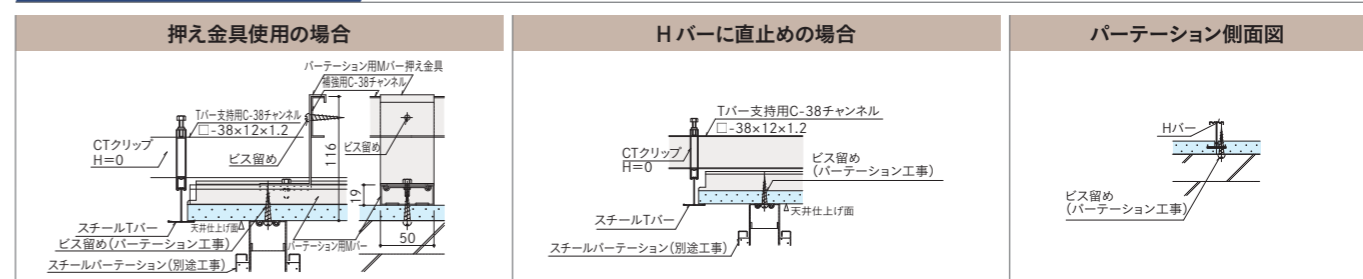 押え金具使用の場合
パーテーション用Mバー押え金具
補強用C-38チャンネル
Tバー支持用C-38チャンネル
□-38×12×1.2
CTクリップ
H=0
ビス留め
ビス留め
116
19
スチールTバー
天井仕上げ面
ビス留め(パーテーション工事)
パーテーション用Mバー
50
スチールパーテーション(別途工事)
Hバーに直止めの場合
Tバー支持用C-38チャンネル
□-38×12×1.2
CTクリップ
H=0
ビス留め
(パーテーション工事)
スチールTバー
天井仕上げ面
スチールパーテーション(別途工事)
パーテーション側面図
Hバー
ビス留め
(パーテーション工事)